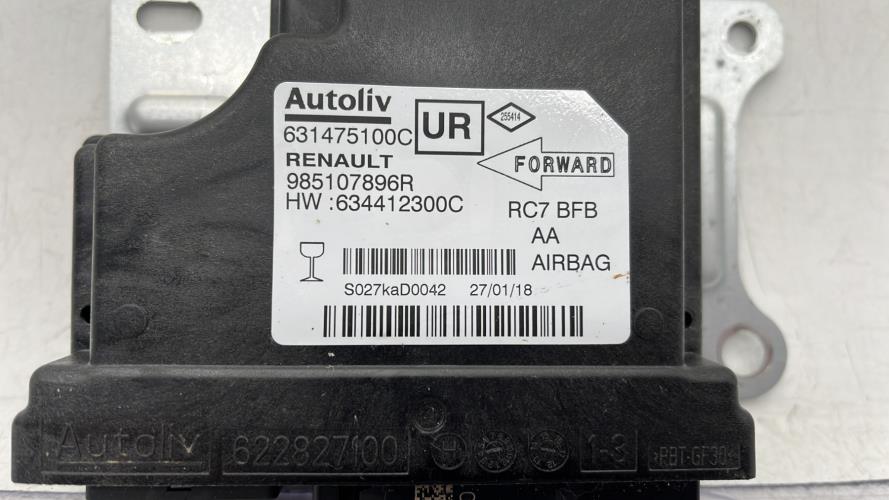 Autoliv
631475100C
UR
255414
RENAULT
FORWARD
985107896R
HW :634412300C
RC7 BFB
AA
AIRBAG
S027kaD0042 27/01/18
Autoliv 622827100 1-3 >PBT-GF30<